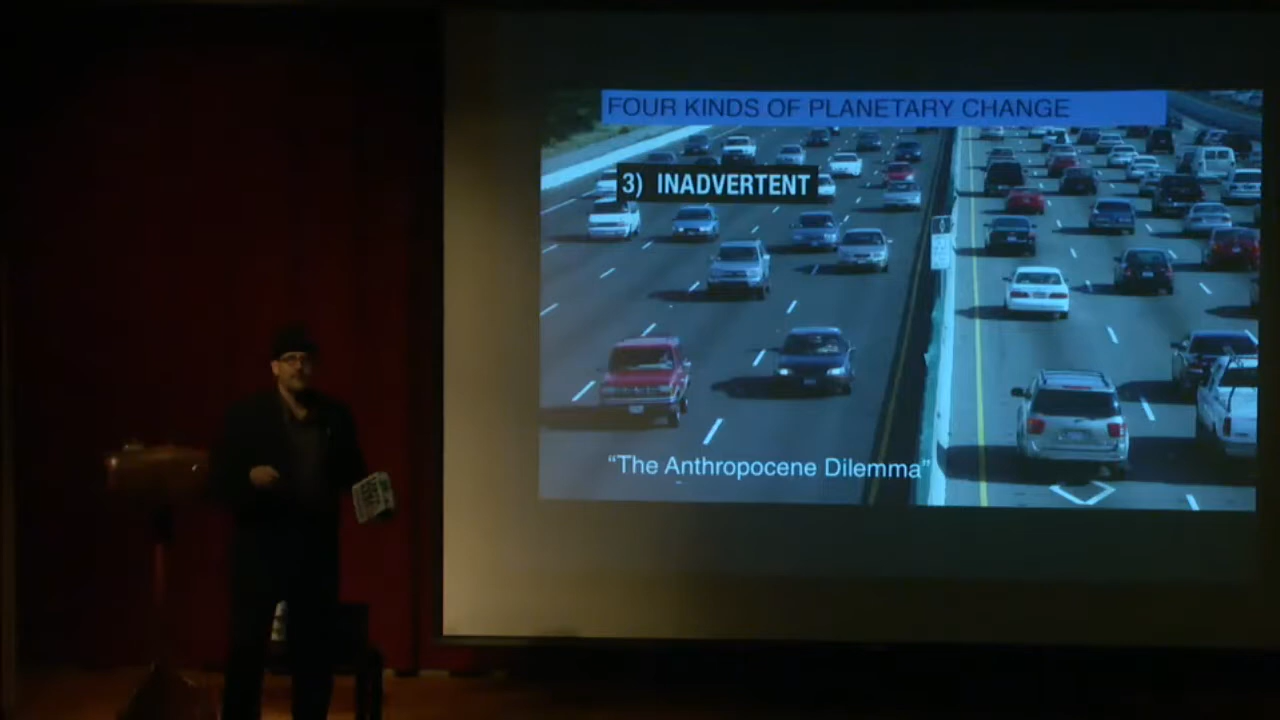 FOUR KINDS OF PLANETARY CHANGE
3) INADVERTENT
“The Anthropocene Dilemma”